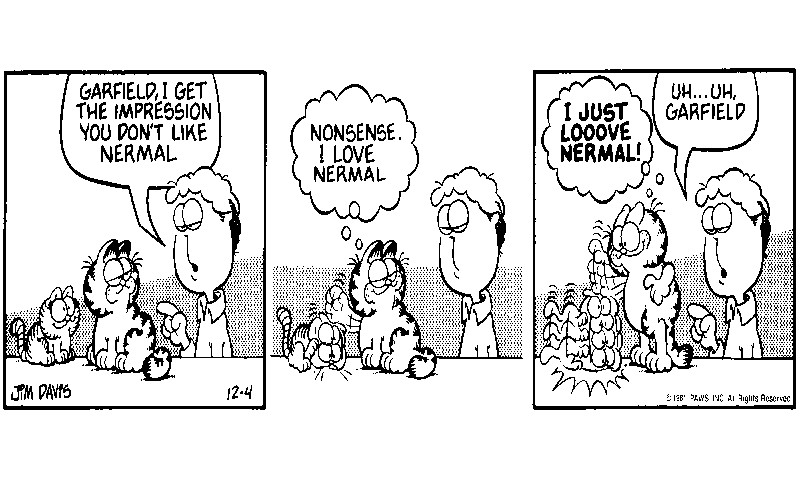 GARFIELD, I GET
THE IMPRESSION
YOU DON'T LIKE
NERMAL
JIM DAVIS
12-4
NONSENSE.
I LOVE
NERMAL
I JUST
LOOOVE
NERMAL!
UH...UH,
GARFIELD
© 1981 PAWS, INC. All Rights Reserved.